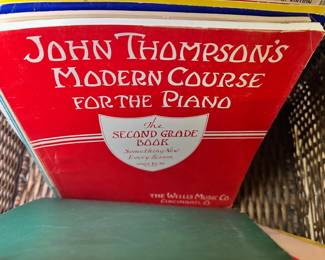 JOHN THOMPSON'S
MODERN COURSE
FOR THE PIANO
The
SECOND GRADE
BOOK
Something New
Every Lesson
THE WILLIS MUSIC CO.
CINCINNATI, O.